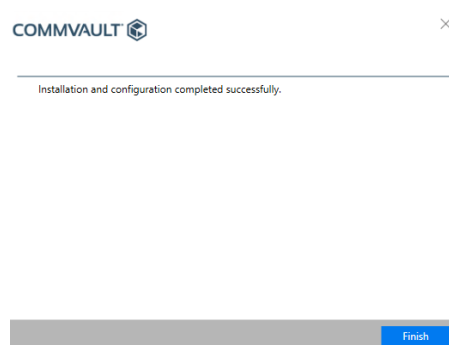 COMMVAULT
Installation and configuration completed successfully.
Finish